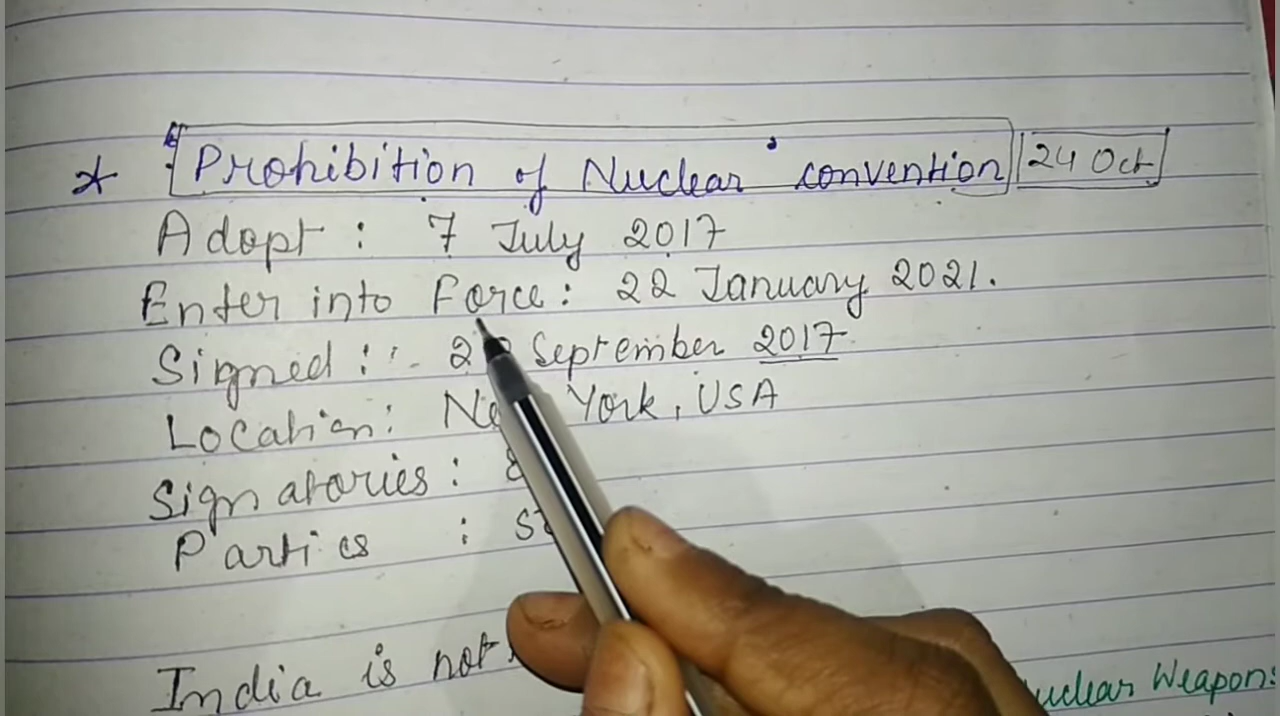 * Prohibition of Nuclear convention 24 Oct
Adopt : 7 July 2017
Enter into Force : 22 January 2021.
Signed :- September 2017
Location : York, USA
Signatories :
Parties :
India is not Weapons